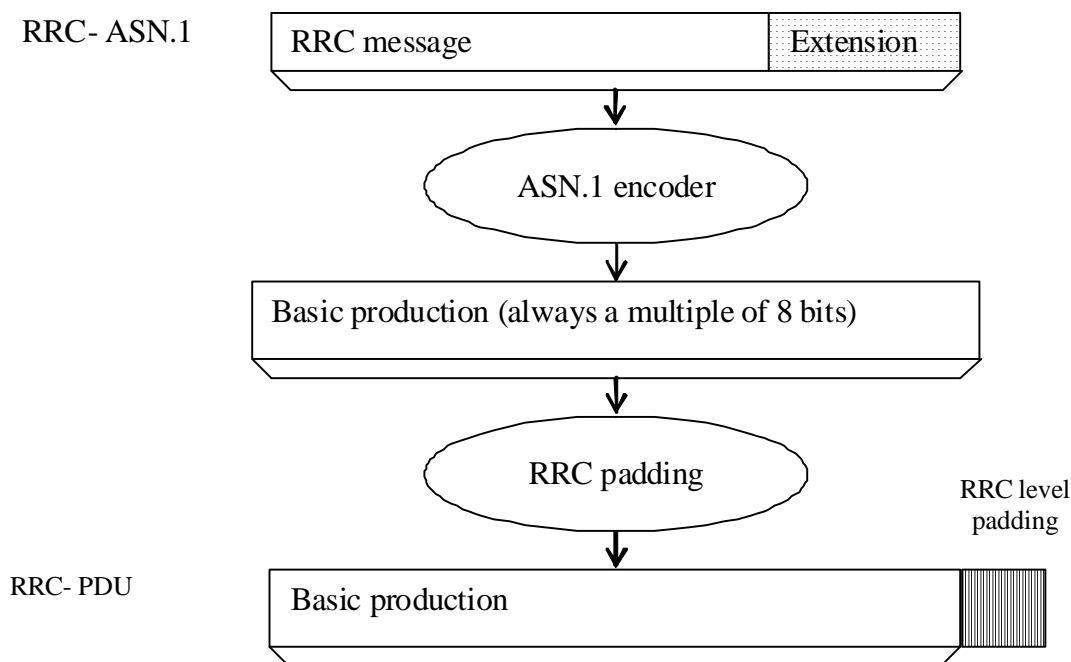 RRC- ASN.1
RRC message
Extension
ASN.1 encoder
Basic production (always a multiple of 8 bits)
RRC padding
RRC level
padding
RRC- PDU
Basic production